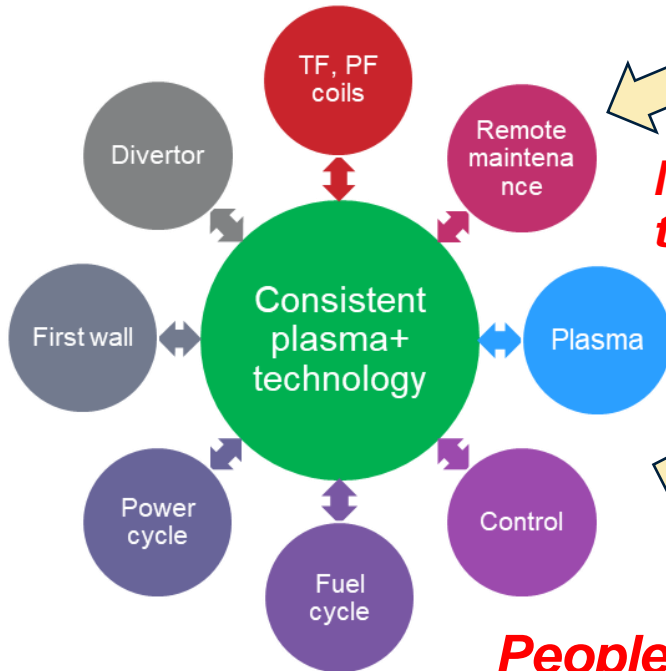 TF, PF
coils
Divertor
Remote
maintena
nce
First wall
Consistent
plasma+
technology
Plasma
Power
cycle
Control
Fuel
cycle
People